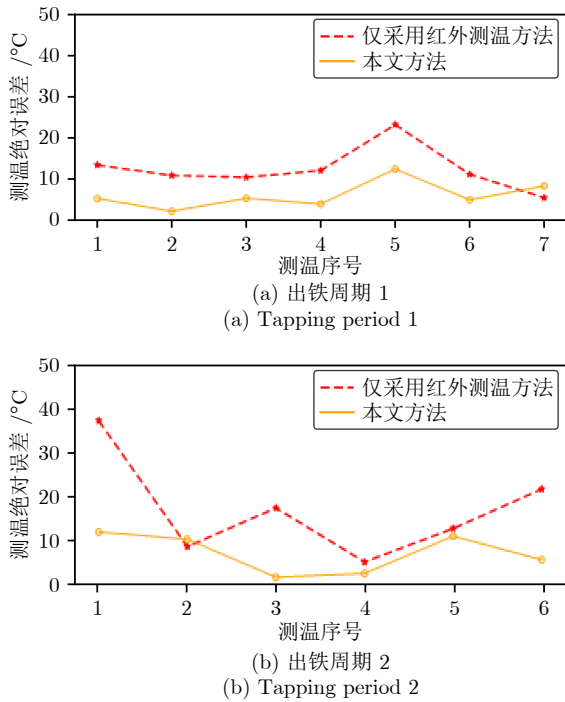 50
40
30
20
10
0
测温绝对误差 /°C
仅采用红外测温方法
本文方法
1 2 3 4 5 6 7
测温序号
(a) 出铁周期 1
(a) Tapping period 1
50
40
30
20
10
0
测温绝对误差 /°C
仅采用红外测温方法
本文方法
1 2 3 4 5 6
测温序号
(b) 出铁周期 2
(b) Tapping period 2